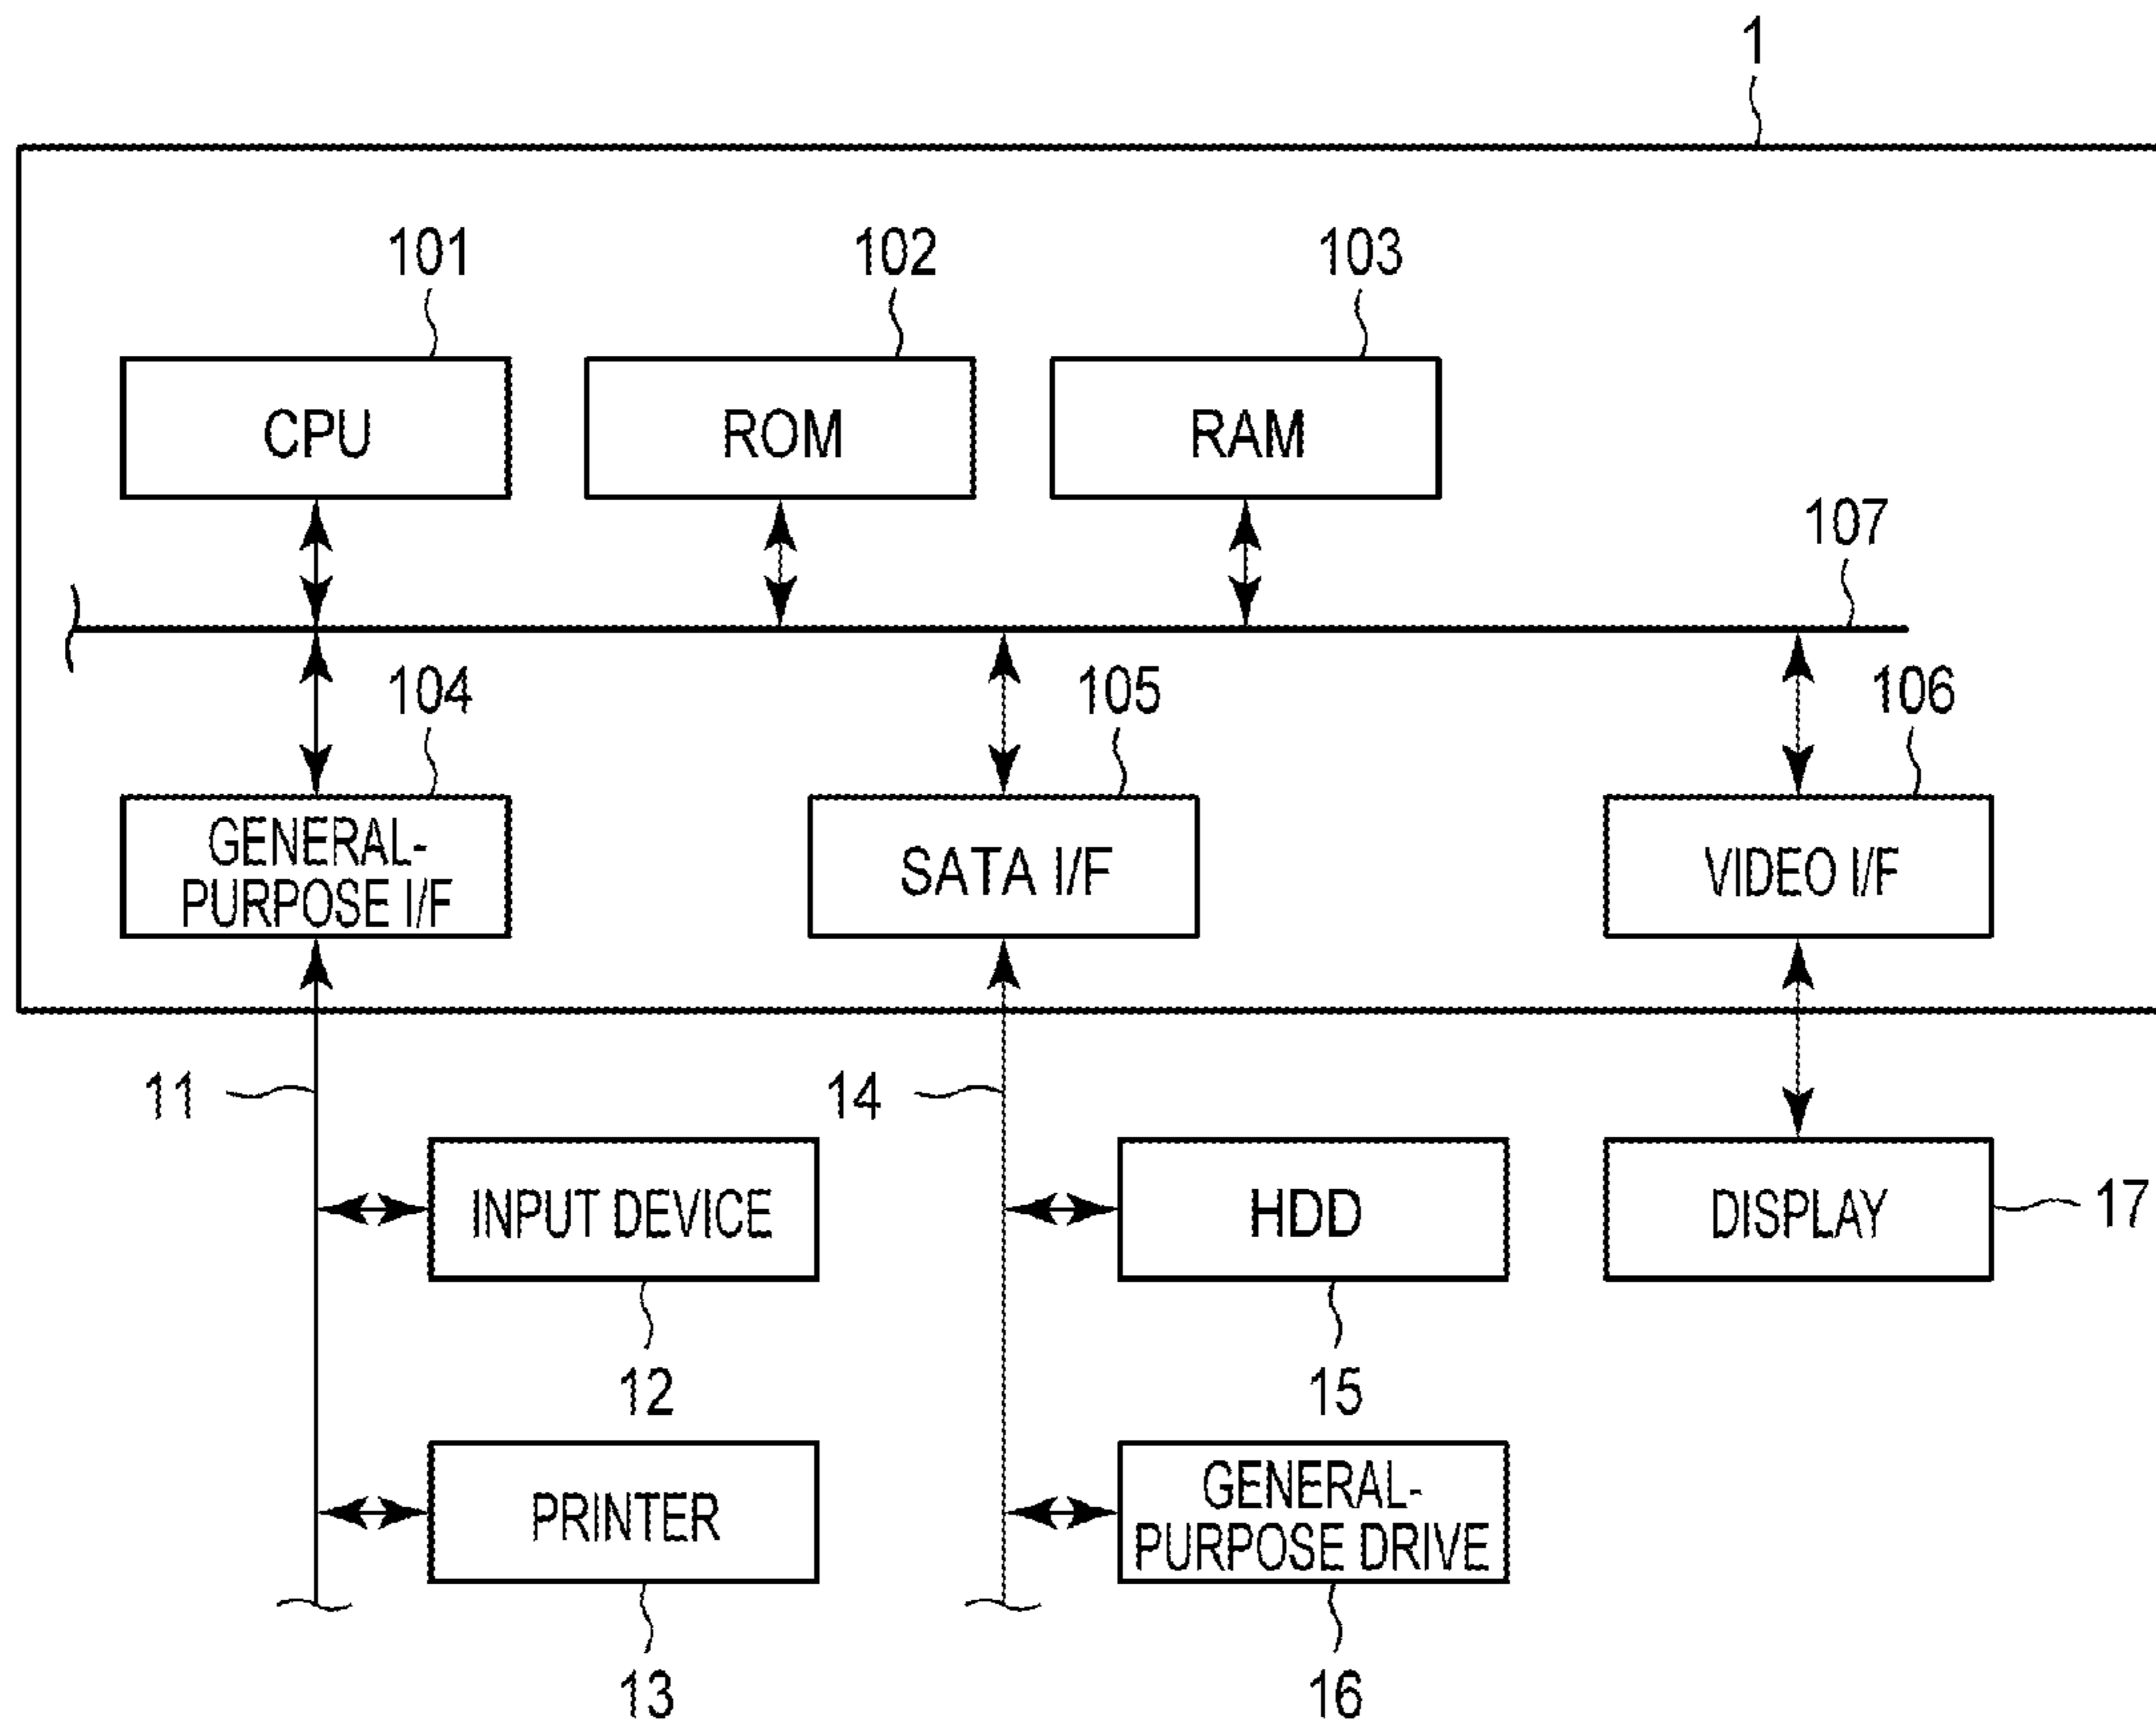 1
101
102
103
CPU
ROM
RAM
107
104
105
106
GENERAL-
PURPOSE I/F
SATA I/F
VIDEO I/F
11
14
INPUT DEVICE
HDD
DISPLAY
17
12
15
PRINTER
GENERAL-
PURPOSE DRIVE
13
16